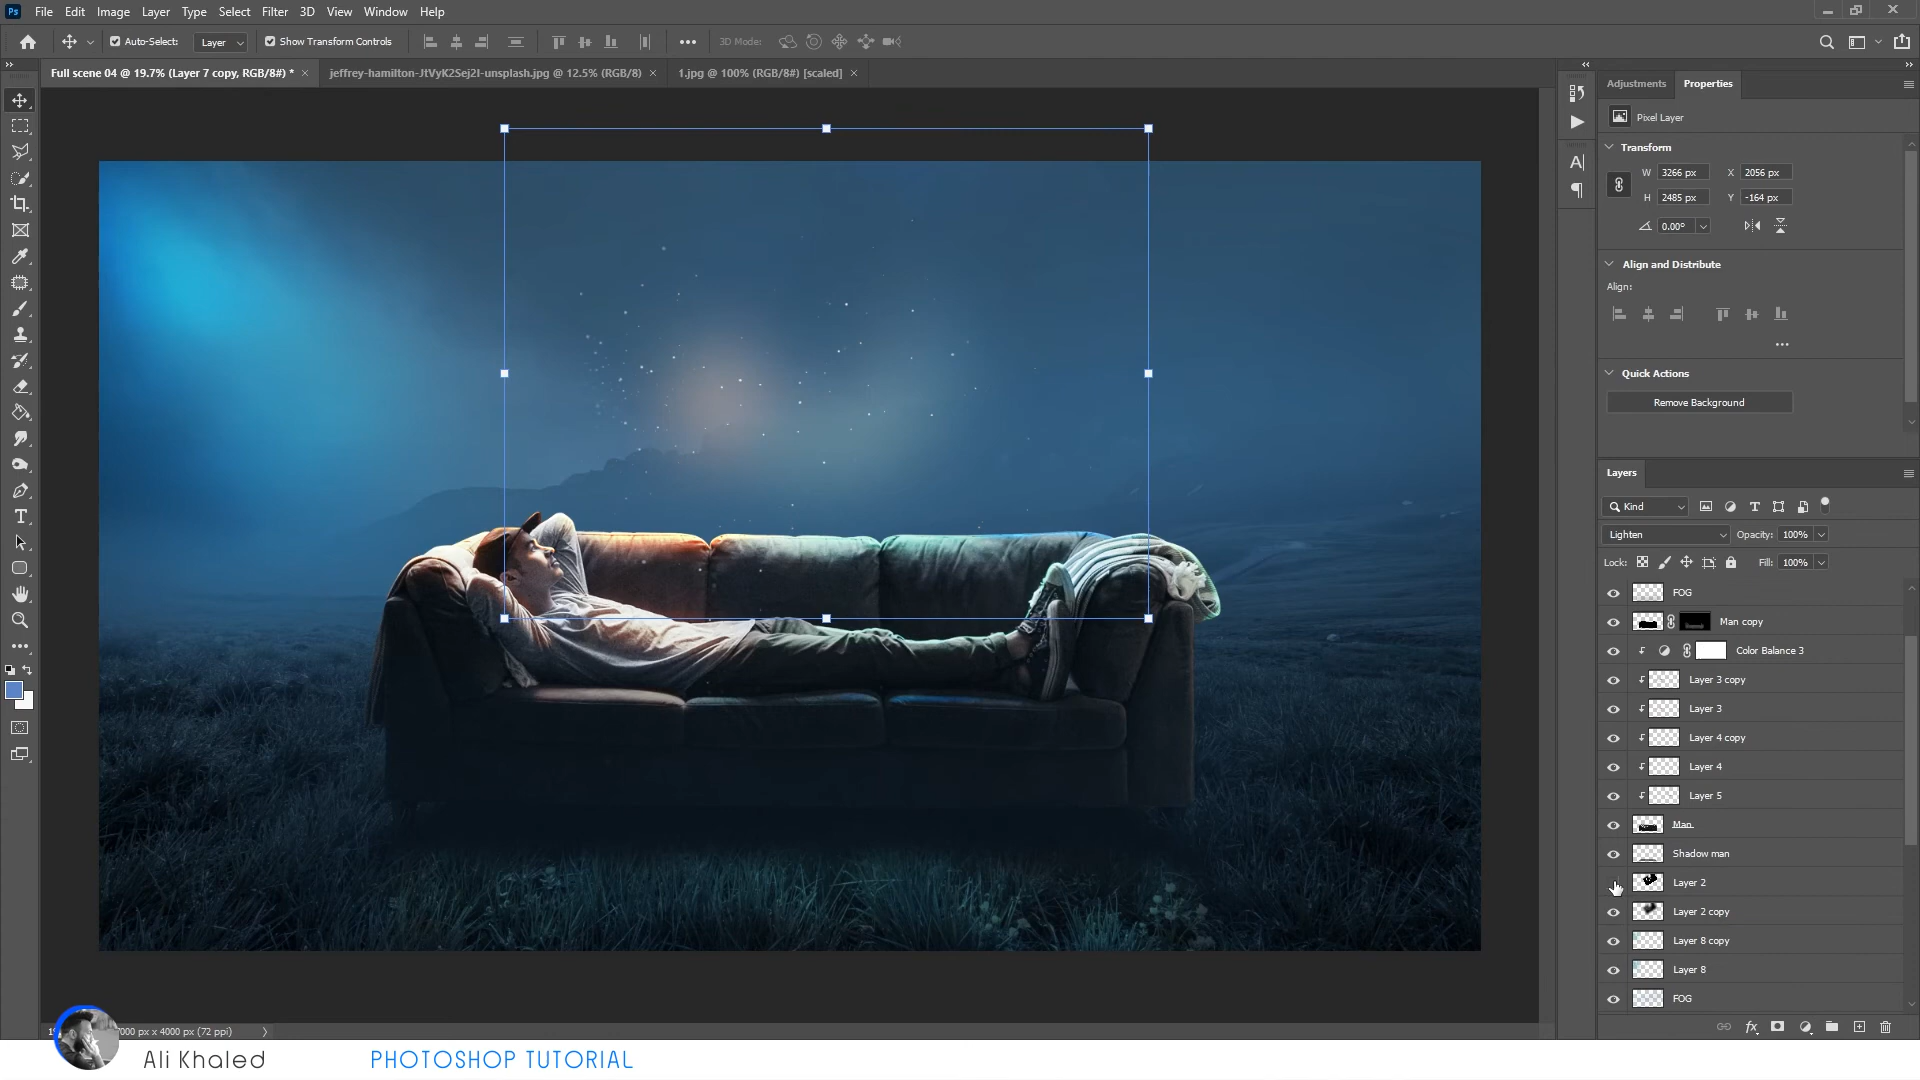 Ps File Edit Image Layer Type Select Filter 3D View Window Help
Auto-Select: Layer Show Transform Controls 3D Mode:
Full scene 04 @ 19.7% (Layer 7 copy, RGB/8#) * × jeffrey-hamilton-JtVyK2Sej2I-unsplash.jpg @ 12.5% (RGB/8) × 1.jpg @ 100% (RGB/8#) [scaled] ×
Adjustments Properties
Pixel Layer
Transform
W 3266 px X 2056 px
H 2485 px Y -164 px
0.00°
Align and Distribute
Align:
Quick Actions
Remove Background
Layers
Kind
Lighten Opacity: 100%
Lock: Fill: 100%
FOG
Man copy
Color Balance 3
Layer 3 copy
Layer 3
Layer 4 copy
Layer 4
Layer 5
Man
Shadow man
Layer 2
Layer 2 copy
Layer 8 copy
Layer 8
FOG
px x 4000 px (72 ppi)
Ali Khaled PHOTOSHOP TUTORIAL